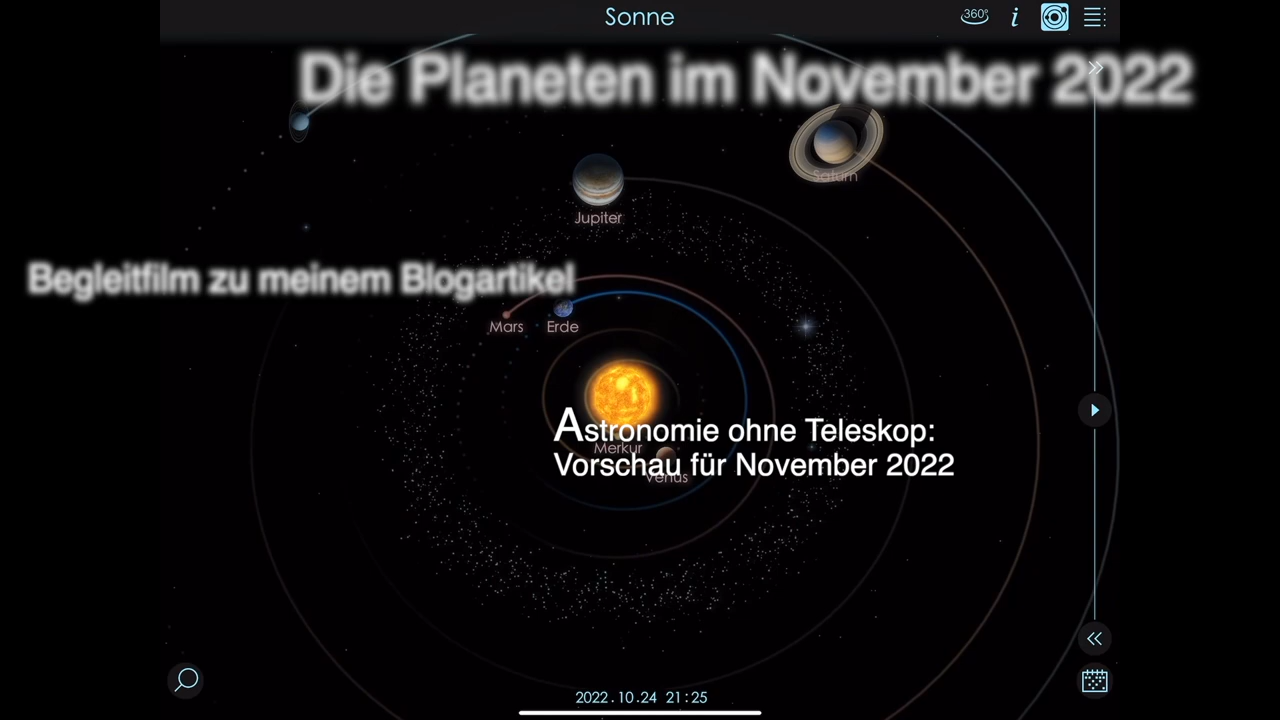 Sonne
360°
i
Die Planeten im November 2022
Saturn
Jupiter
Begleitfilm zu meinem Blogartikel
Mars
Erde
Astronomie ohne Teleskop:
Merkur
Vorschau für November 2022
Venus
2022.10.24 21:25